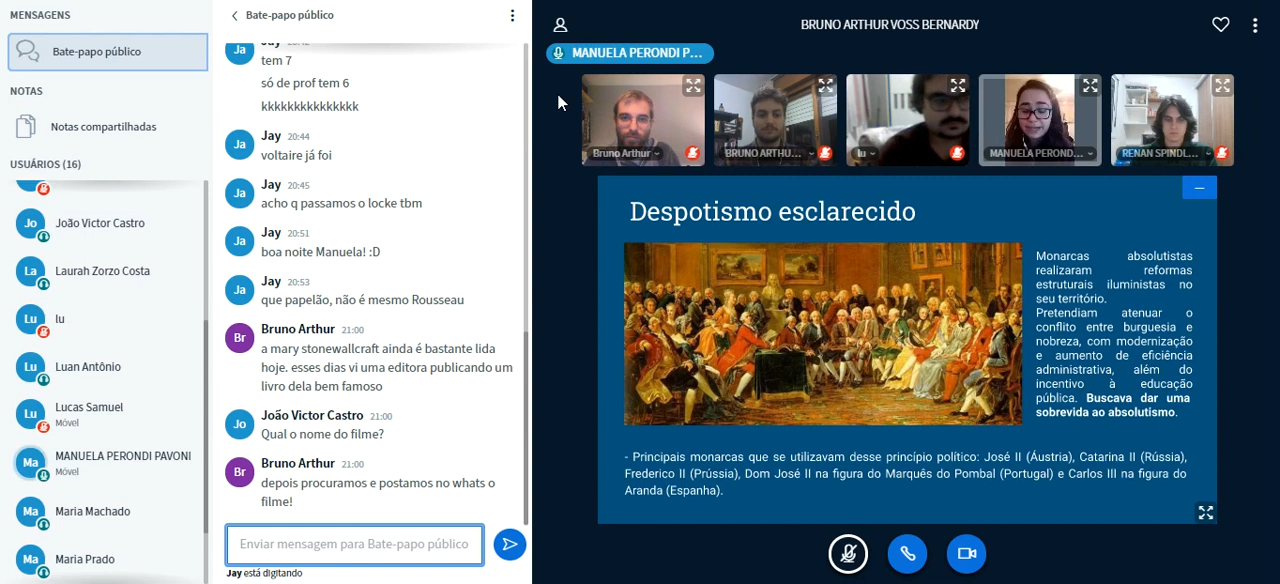 MENSAGENS
Bate-papo público
NOTAS
Notas compartilhadas
USUÁRIOS (16)
Jo
João Victor Castro
La
Laurah Zorzo Costa
Lu
lu
Lu
Luan Antônio
Lu
Lucas Samuel
Móvel
Ma
MANUELA PERONDI PAVONI
Móvel
Ma
Maria Machado
Ma
Maria Prado
Bate-papo público
Ja
Jay 20:42
tem 7
só de prof tem 6
kkkkkkkkkkkkkkk
Ja
Jay 20:44
voltaire já foi
Ja
Jay 20:45
acho q passamos o locke tbm
Ja
Jay 20:51
boa noite Manuela! :D
Ja
Jay 20:53
que papelão, não é mesmo Rousseau
Br
Bruno Arthur 21:00
a mary stonewallcraft ainda é bastante lida
hoje. esses dias vi uma editora publicando um
livro dela bem famoso
Jo
João Victor Castro 21:00
Qual o nome do filme?
Br
Bruno Arthur 21:00
depois procuramos e postamos no whats o
filme!
Enviar mensagem para Bate-papo público
Jay está digitando
BRUNO ARTHUR VOSS BERNARDY
MANUELA PERONDI P...
Bruno Arthur
BRUNO ARTHU...
lu
MANUELA PEROND...
RENAN SPINDL...
Despotismo esclarecido
Monarcas absolutistas
realizaram reformas
estruturais iluministas no
seu território.
Pretendiam atenuar o
conflito entre burguesia e
nobreza, com modernização
e aumento de eficiência
administrativa, além do
incentivo à educação
pública. Buscava dar uma
sobrevida ao absolutismo.
- Principais monarcas que se utilizavam desse princípio político: José II (Áustria), Catarina II (Rússia),
Frederico II (Prússia), Dom José II na figura do Marquês do Pombal (Portugal) e Carlos III na figura do
Aranda (Espanha).